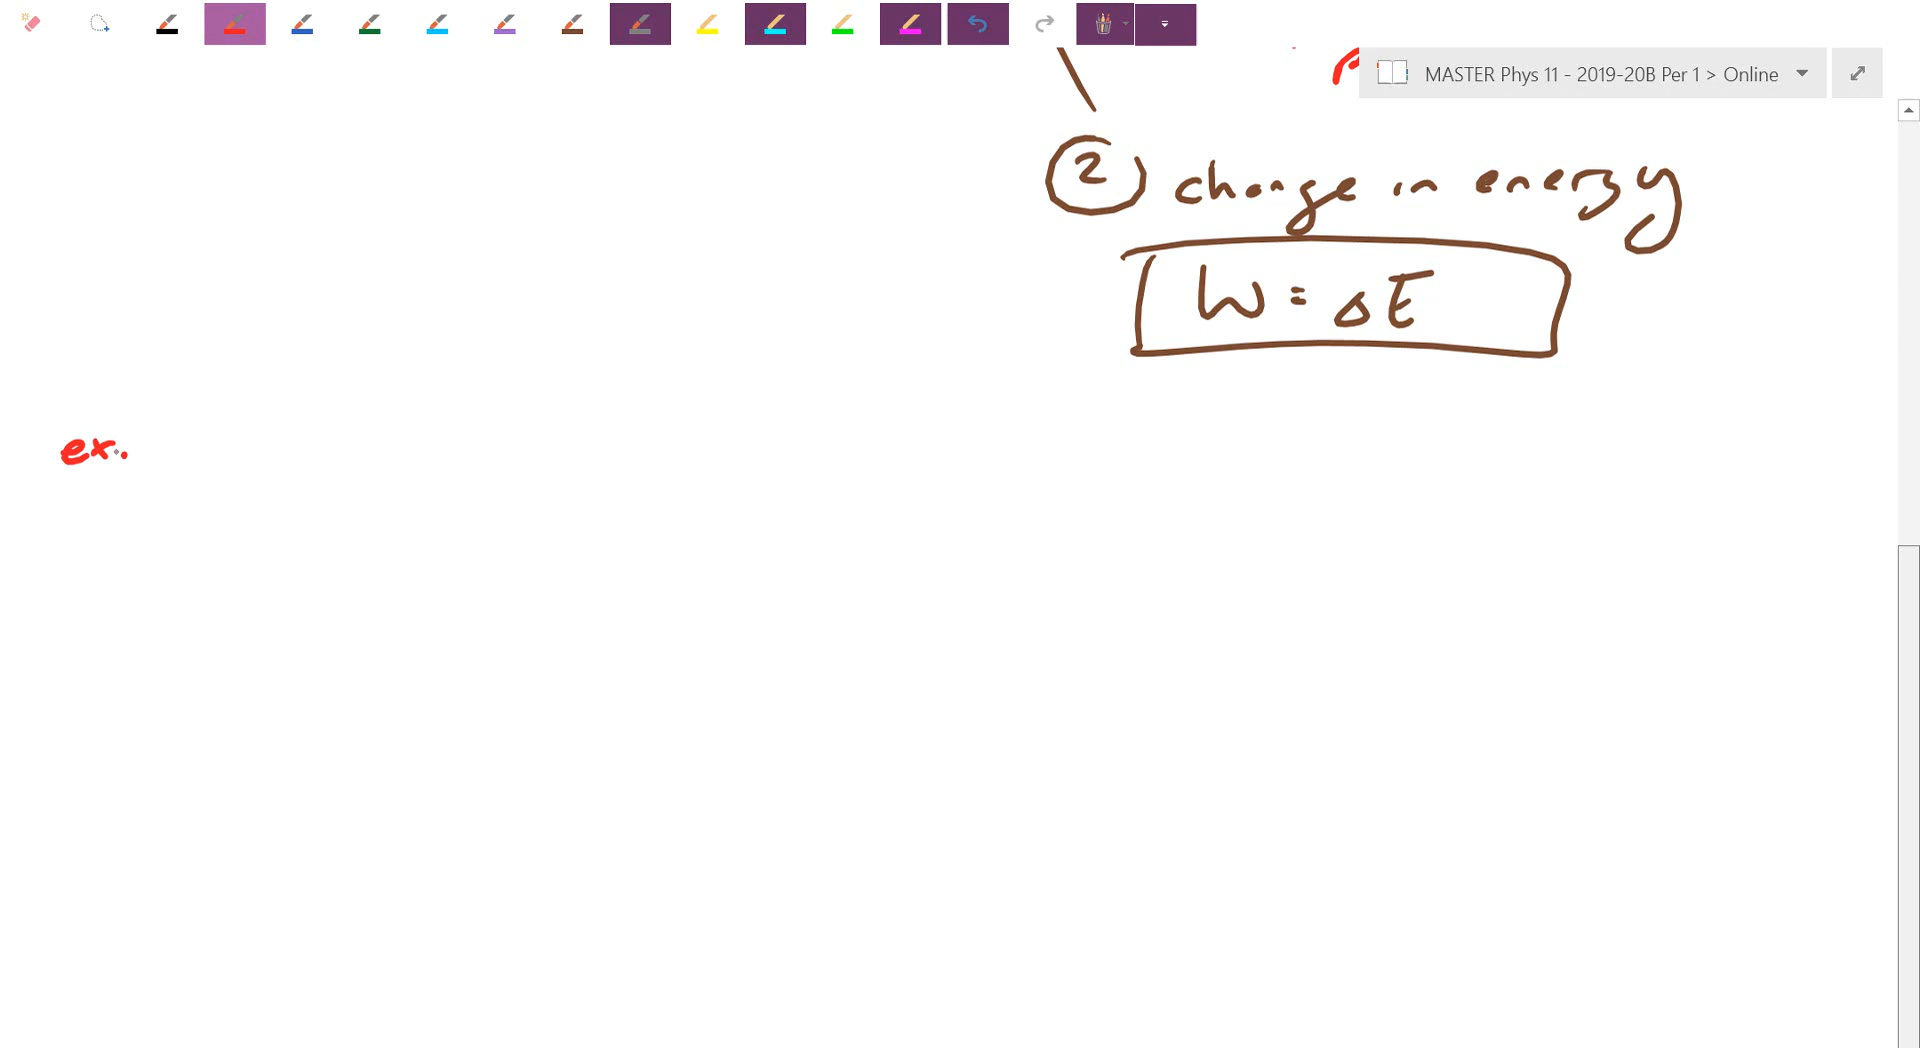 MASTER Phys 11 - 2019-20B Per 1 > Online
② change in energy
W = ΔE
ex.